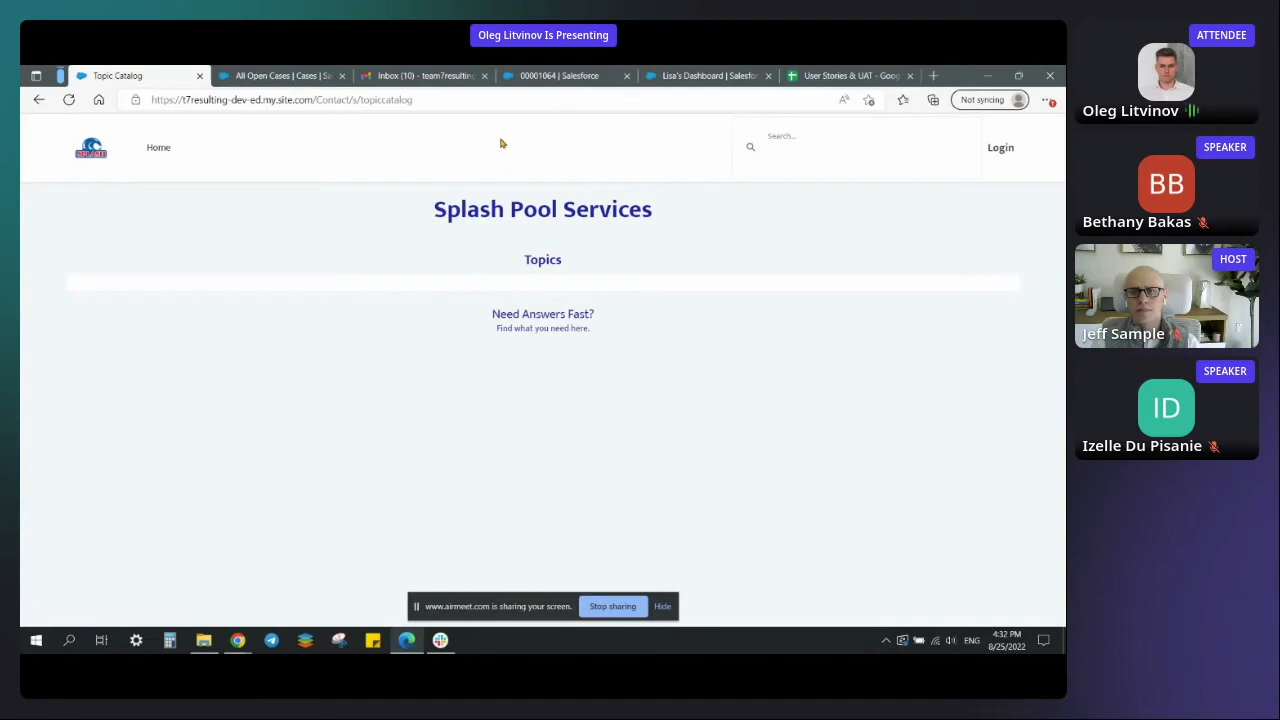 Oleg Litvinov Is Presenting
Topic Catalog
All Open Cases | Cases | Sa
Inbox (10) - team7resulting
00001064 | Salesforce
Lisa's Dashboard | Salesfor
User Stories & UAT - Goog
https://t7resulting-dev-ed.my.site.com/Contact/s/topiccatalog
Not syncing
SPLASH
Home
Search...
Login
Splash Pool Services
Topics
Need Answers Fast?
Find what you need here.
www.airmeet.com is sharing your screen.
Stop sharing
Hide
ENG
4:32 PM
8/25/2022
ATTENDEE
Oleg Litvinov
SPEAKER
BB
Bethany Bakas
HOST
Jeff Sample
SPEAKER
ID
Izelle Du Pisanie